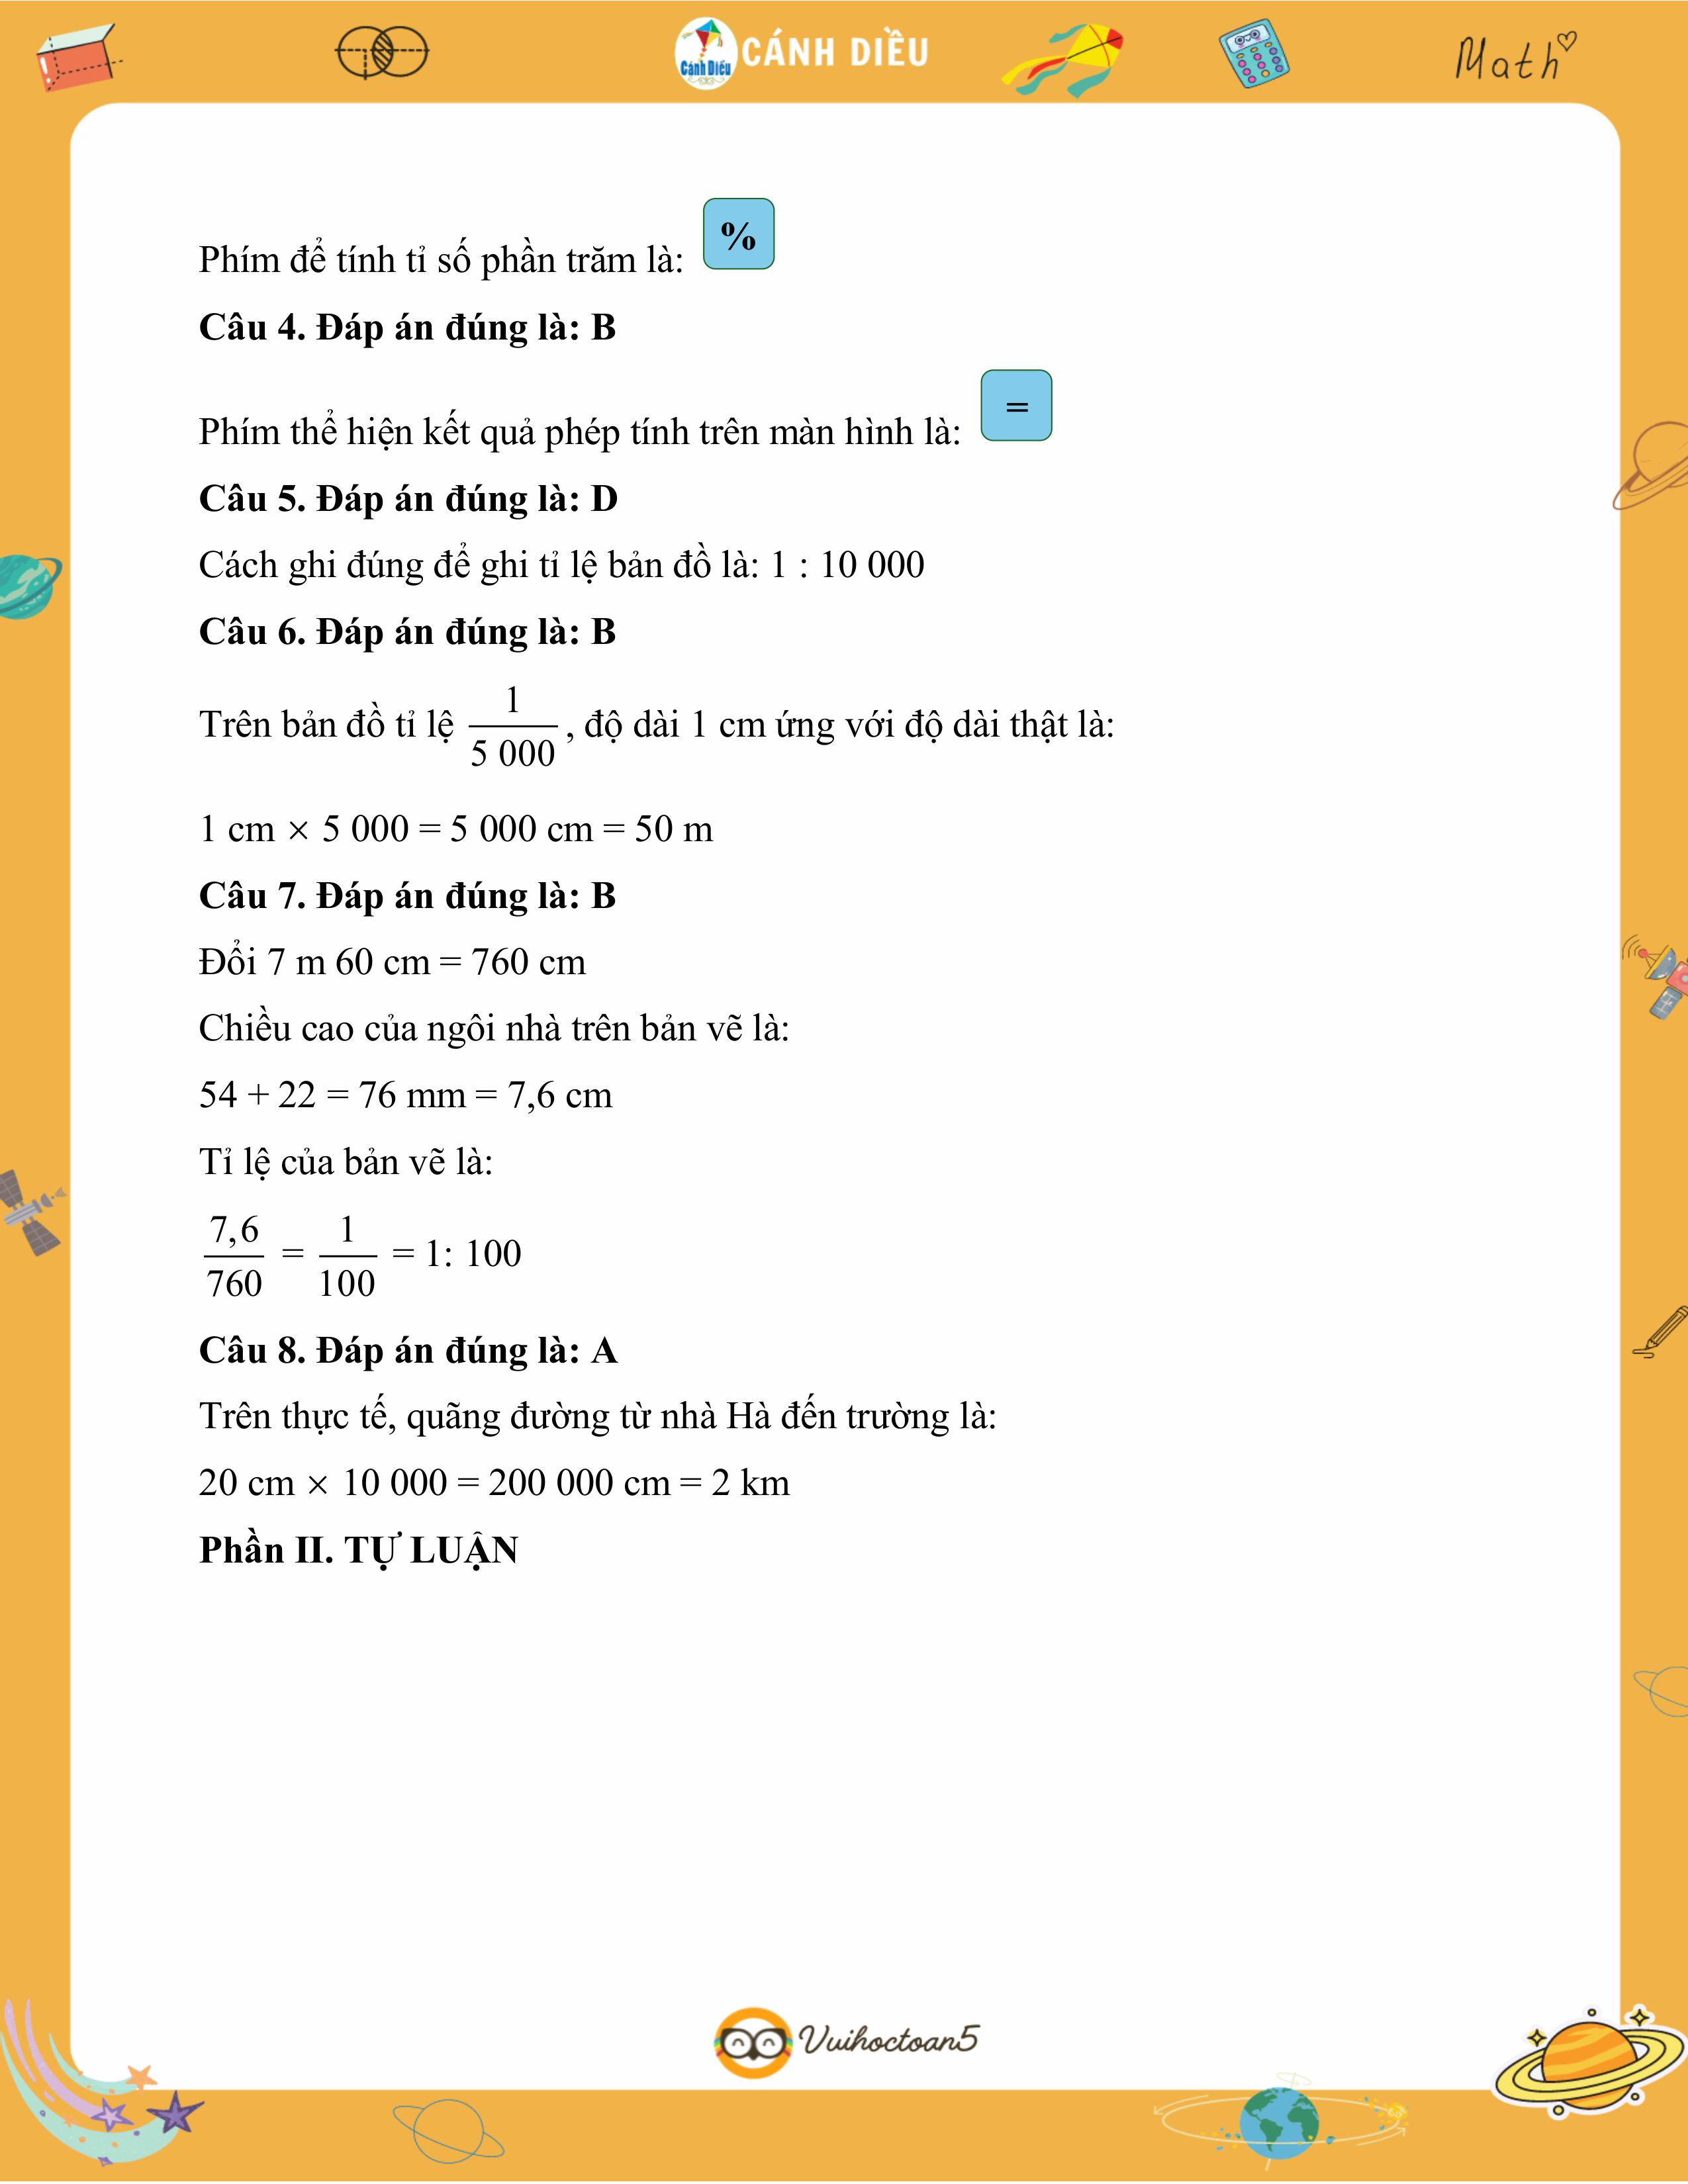 Cánh Diều CÁNH DIỀU
Math
Phím để tính tỉ số phần trăm là: %
Câu 4. Đáp án đúng là: B
Phím thể hiện kết quả phép tính trên màn hình là: =
Câu 5. Đáp án đúng là: D
Cách ghi đúng để ghi tỉ lệ bản đồ là: 1 : 10 000
Câu 6. Đáp án đúng là: B
Trên bản đồ tỉ lệ 1/5 000, độ dài 1 cm ứng với độ dài thật là:
1 cm × 5 000 = 5 000 cm = 50 m
Câu 7. Đáp án đúng là: B
Đổi 7 m 60 cm = 760 cm
Chiều cao của ngôi nhà trên bản vẽ là:
54 + 22 = 76 mm = 7,6 cm
Tỉ lệ của bản vẽ là:
7,6/760 = 1/100 = 1: 100
Câu 8. Đáp án đúng là: A
Trên thực tế, quãng đường từ nhà Hà đến trường là:
20 cm × 10 000 = 200 000 cm = 2 km
Phần II. TỰ LUẬN
Vuihoctoan5